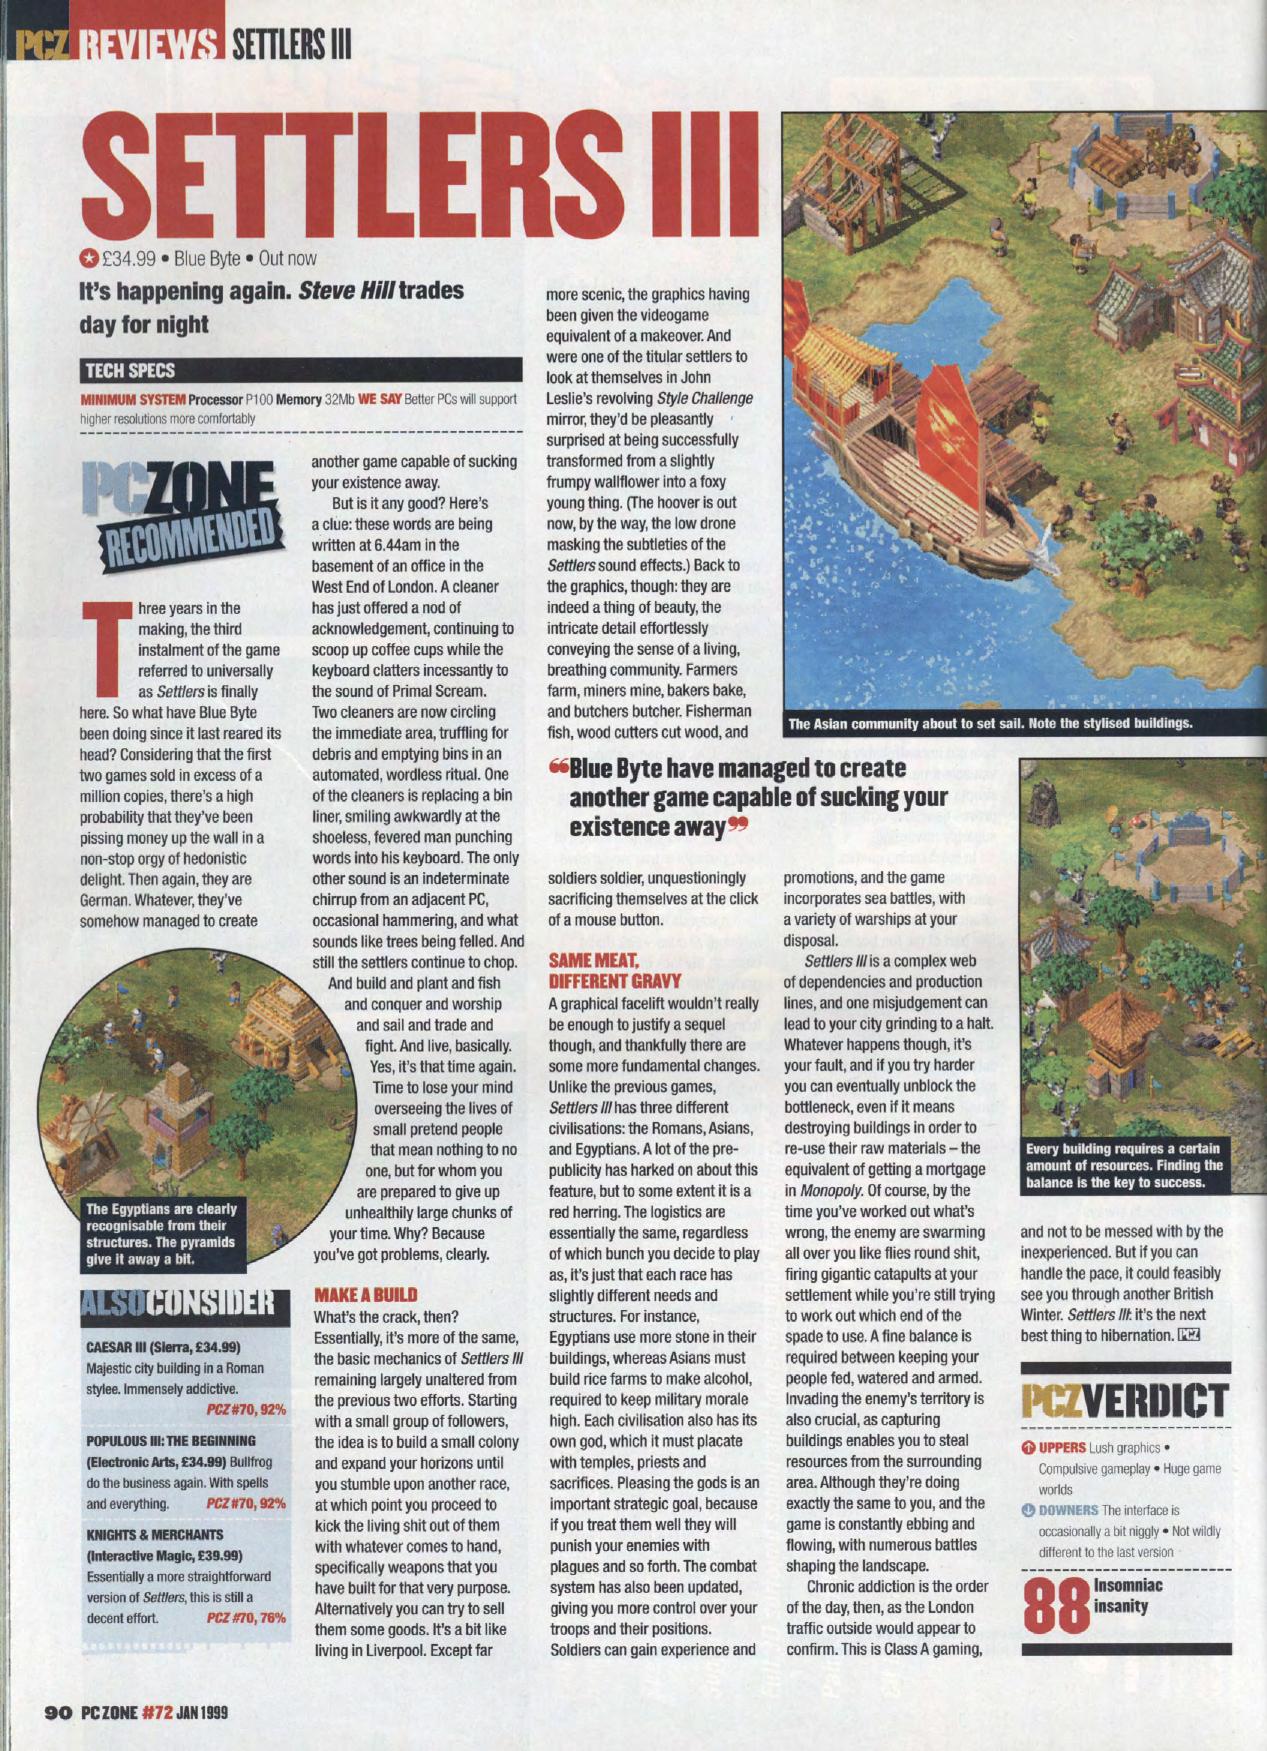 PCZ REVIEWS SETTLERS III
SETTLERS III
£34.99 • Blue Byte • Out now
It's happening again. Steve Hill trades
day for night
TECH SPECS
MINIMUM SYSTEM Processor P100 Memory 32Mb WE SAY Better PCs will support
higher resolutions more comfortably
PCZONE
RECOMMENDED
Three years in the
making, the third
instalment of the game
referred to universally
as Settlers is finally
here. So what have Blue Byte
been doing since it last reared its
head? Considering that the first
two games sold in excess of a
million copies, there's a high
probability that they've been
pissing money up the wall in a
non-stop orgy of hedonistic
delight. Then again, they are
German. Whatever, they've
somehow managed to create
another game capable of sucking
your existence away.
But is it any good? Here's
a clue: these words are being
written at 6.44am in the
basement of an office in the
West End of London. A cleaner
has just offered a nod of
acknowledgement, continuing to
scoop up coffee cups while the
keyboard clatters incessantly to
the sound of Primal Scream.
Two cleaners are now circling
the immediate area, truffling for
debris and emptying bins in an
automated, wordless ritual. One
of the cleaners is replacing a bin
liner, smiling awkwardly at the
shoeless, fevered man punching
words into his keyboard. The only
other sound is an indeterminate
chirrup from an adjacent PC,
occasional hammering, and what
sounds like trees being felled. And
still the settlers continue to chop.
And build and plant and fish
and conquer and worship
and sail and trade and
fight. And live, basically.
Yes, it's that time again.
Time to lose your mind
overseeing the lives of
small pretend people
that mean nothing to no
one, but for whom you
are prepared to give up
unhealthily large chunks of
your time. Why? Because
you've got problems, clearly.
MAKE A BUILD
What's the crack, then?
Essentially, it's more of the same,
the basic mechanics of Settlers III
remaining largely unaltered from
the previous two efforts. Starting
with a small group of followers,
the idea is to build a small colony
and expand your horizons until
you stumble upon another race,
at which point you proceed to
kick the living shit out of them
with whatever comes to hand,
specifically weapons that you
have built for that very purpose.
Alternatively you can try to sell
them some goods. It's a bit like
living in Liverpool. Except far
more scenic, the graphics having
been given the videogame
equivalent of a makeover. And
were one of the titular settlers to
look at themselves in John
Leslie's revolving Style Challenge
mirror, they'd be pleasantly
surprised at being successfully
transformed from a slightly
frumpy wallflower into a foxy
young thing. (The hoover is out
now, by the way, the low drone
masking the subtleties of the
Settlers sound effects.) Back to
the graphics, though: they are
indeed a thing of beauty, the
intricate detail effortlessly
conveying the sense of a living,
breathing community. Farmers
farm, miners mine, bakers bake,
and butchers butcher. Fisherman
fish, wood cutters cut wood, and
“Blue Byte have managed to create
another game capable of sucking your
existence away”
soldiers soldier, unquestioningly
sacrificing themselves at the click
of a mouse button.
SAME MEAT,
DIFFERENT GRAVY
A graphical facelift wouldn't really
be enough to justify a sequel
though, and thankfully there are
some more fundamental changes.
Unlike the previous games,
Settlers III has three different
civilisations: the Romans, Asians,
and Egyptians. A lot of the pre-
publicity has harked on about this
feature, but to some extent it is a
red herring. The logistics are
essentially the same, regardless
of which bunch you decide to play
as, it's just that each race has
slightly different needs and
structures. For instance,
Egyptians use more stone in their
buildings, whereas Asians must
build rice farms to make alcohol,
required to keep military morale
high. Each civilisation also has its
own god, which it must placate
with temples, priests and
sacrifices. Pleasing the gods is an
important strategic goal, because
if you treat them well they will
punish your enemies with
plagues and so forth. The combat
system has also been updated,
giving you more control over your
troops and their positions.
Soldiers can gain experience and
promotions, and the game
incorporates sea battles, with
a variety of warships at your
disposal.
Settlers III is a complex web
of dependencies and production
lines, and one misjudgement can
lead to your city grinding to a halt.
Whatever happens though, it's
your fault, and if you try harder
you can eventually unblock the
bottleneck, even if it means
destroying buildings in order to
re-use their raw materials – the
equivalent of getting a mortgage
in Monopoly. Of course, by the
time you've worked out what's
wrong, the enemy are swarming
all over you like flies round shit,
firing gigantic catapults at your
settlement while you're still trying
to work out which end of the
spade to use. A fine balance is
required between keeping your
people fed, watered and armed.
Invading the enemy's territory is
also crucial, as capturing
buildings enables you to steal
resources from the surrounding
area. Although they're doing
exactly the same to you, and the
game is constantly ebbing and
flowing, with numerous battles
shaping the landscape.
Chronic addiction is the order
of the day, then, as the London
traffic outside would appear to
confirm. This is Class A gaming,
and not to be messed with by the
inexperienced. But if you can
handle the pace, it could feasibly
see you through another British
Winter. Settlers III: it's the next
best thing to hibernation. PCZ
The Asian community about to set sail. Note the stylised buildings.
Every building requires a certain
amount of resources. Finding the
balance is the key to success.
The Egyptians are clearly
recognisable from their
structures. The pyramids
give it away a bit.
ALSO CONSIDER
CAESAR III (Sierra, £34.99)
Majestic city building in a Roman
stylee. Immensely addictive.
PCZ #70, 92%
POPULOUS III: THE BEGINNING
(Electronic Arts, £34.99) Bullfrog
do the business again. With spells
and everything. PCZ #70, 92%
KNIGHTS & MERCHANTS
(Interactive Magic, £39.99)
Essentially a more straightforward
version of Settlers, this is still a
decent effort. PCZ #70, 76%
PCZ VERDICT
UPPERS Lush graphics •
Compulsive gameplay • Huge game
worlds
DOWNERS The interface is
occasionally a bit niggly • Not wildly
different to the last version
88 Insomniac
insanity
90 PC ZONE #72 JAN 1999